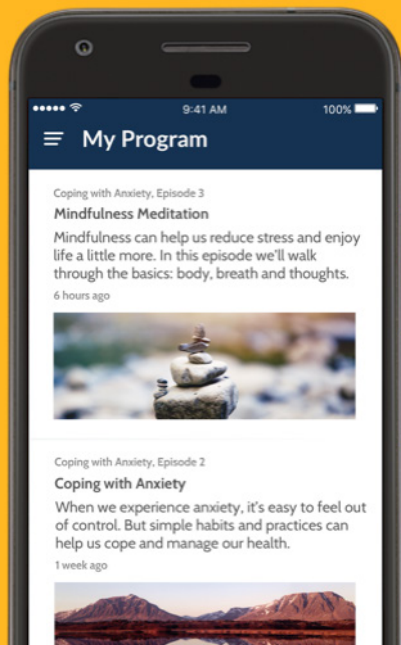 9:41 AM
100%
My Program
Coping with Anxiety, Episode 3
Mindfulness Meditation
Mindfulness can help us reduce stress and enjoy
life a little more. In this episode we'll walk
through the basics: body, breath and thoughts.
6 hours ago
Coping with Anxiety, Episode 2
Coping with Anxiety
When we experience anxiety, it's easy to feel out
of control. But simple habits and practices can
help us cope and manage our health.
1 week ago